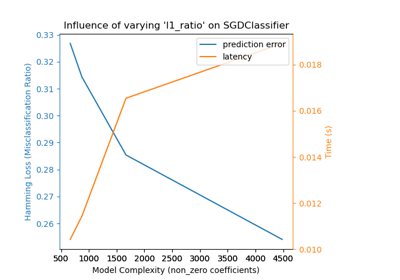 Influence of varying 'l1_ratio' on SGDClassifier
prediction error
latency
0.33
0.32
0.31
0.30
0.29
0.28
0.27
0.26
Hamming Loss (Misclassification Ratio)
0.018
0.016
0.014
0.012
0.010
Time (s)
500 1000 1500 2000 2500 3000 3500 4000 4500
Model Complexity (non_zero coefficients)